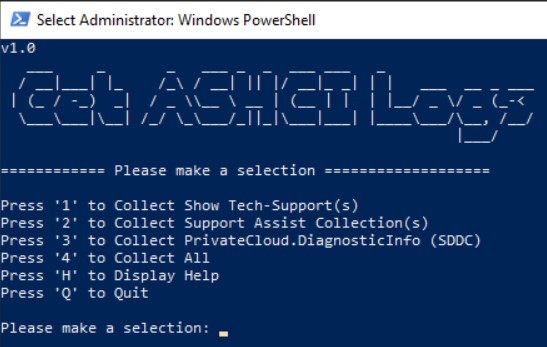 Select Administrator: Windows PowerShell
v1.0
Get ASHCI Logs
============ Please make a selection ===================
Press '1' to Collect Show Tech-Support(s)
Press '2' to Collect Support Assist Collection(s)
Press '3' to Collect PrivateCloud.DiagnosticInfo (SDDC)
Press '4' to Collect All
Press 'H' to Display Help
Press 'Q' to Quit
Please make a selection: